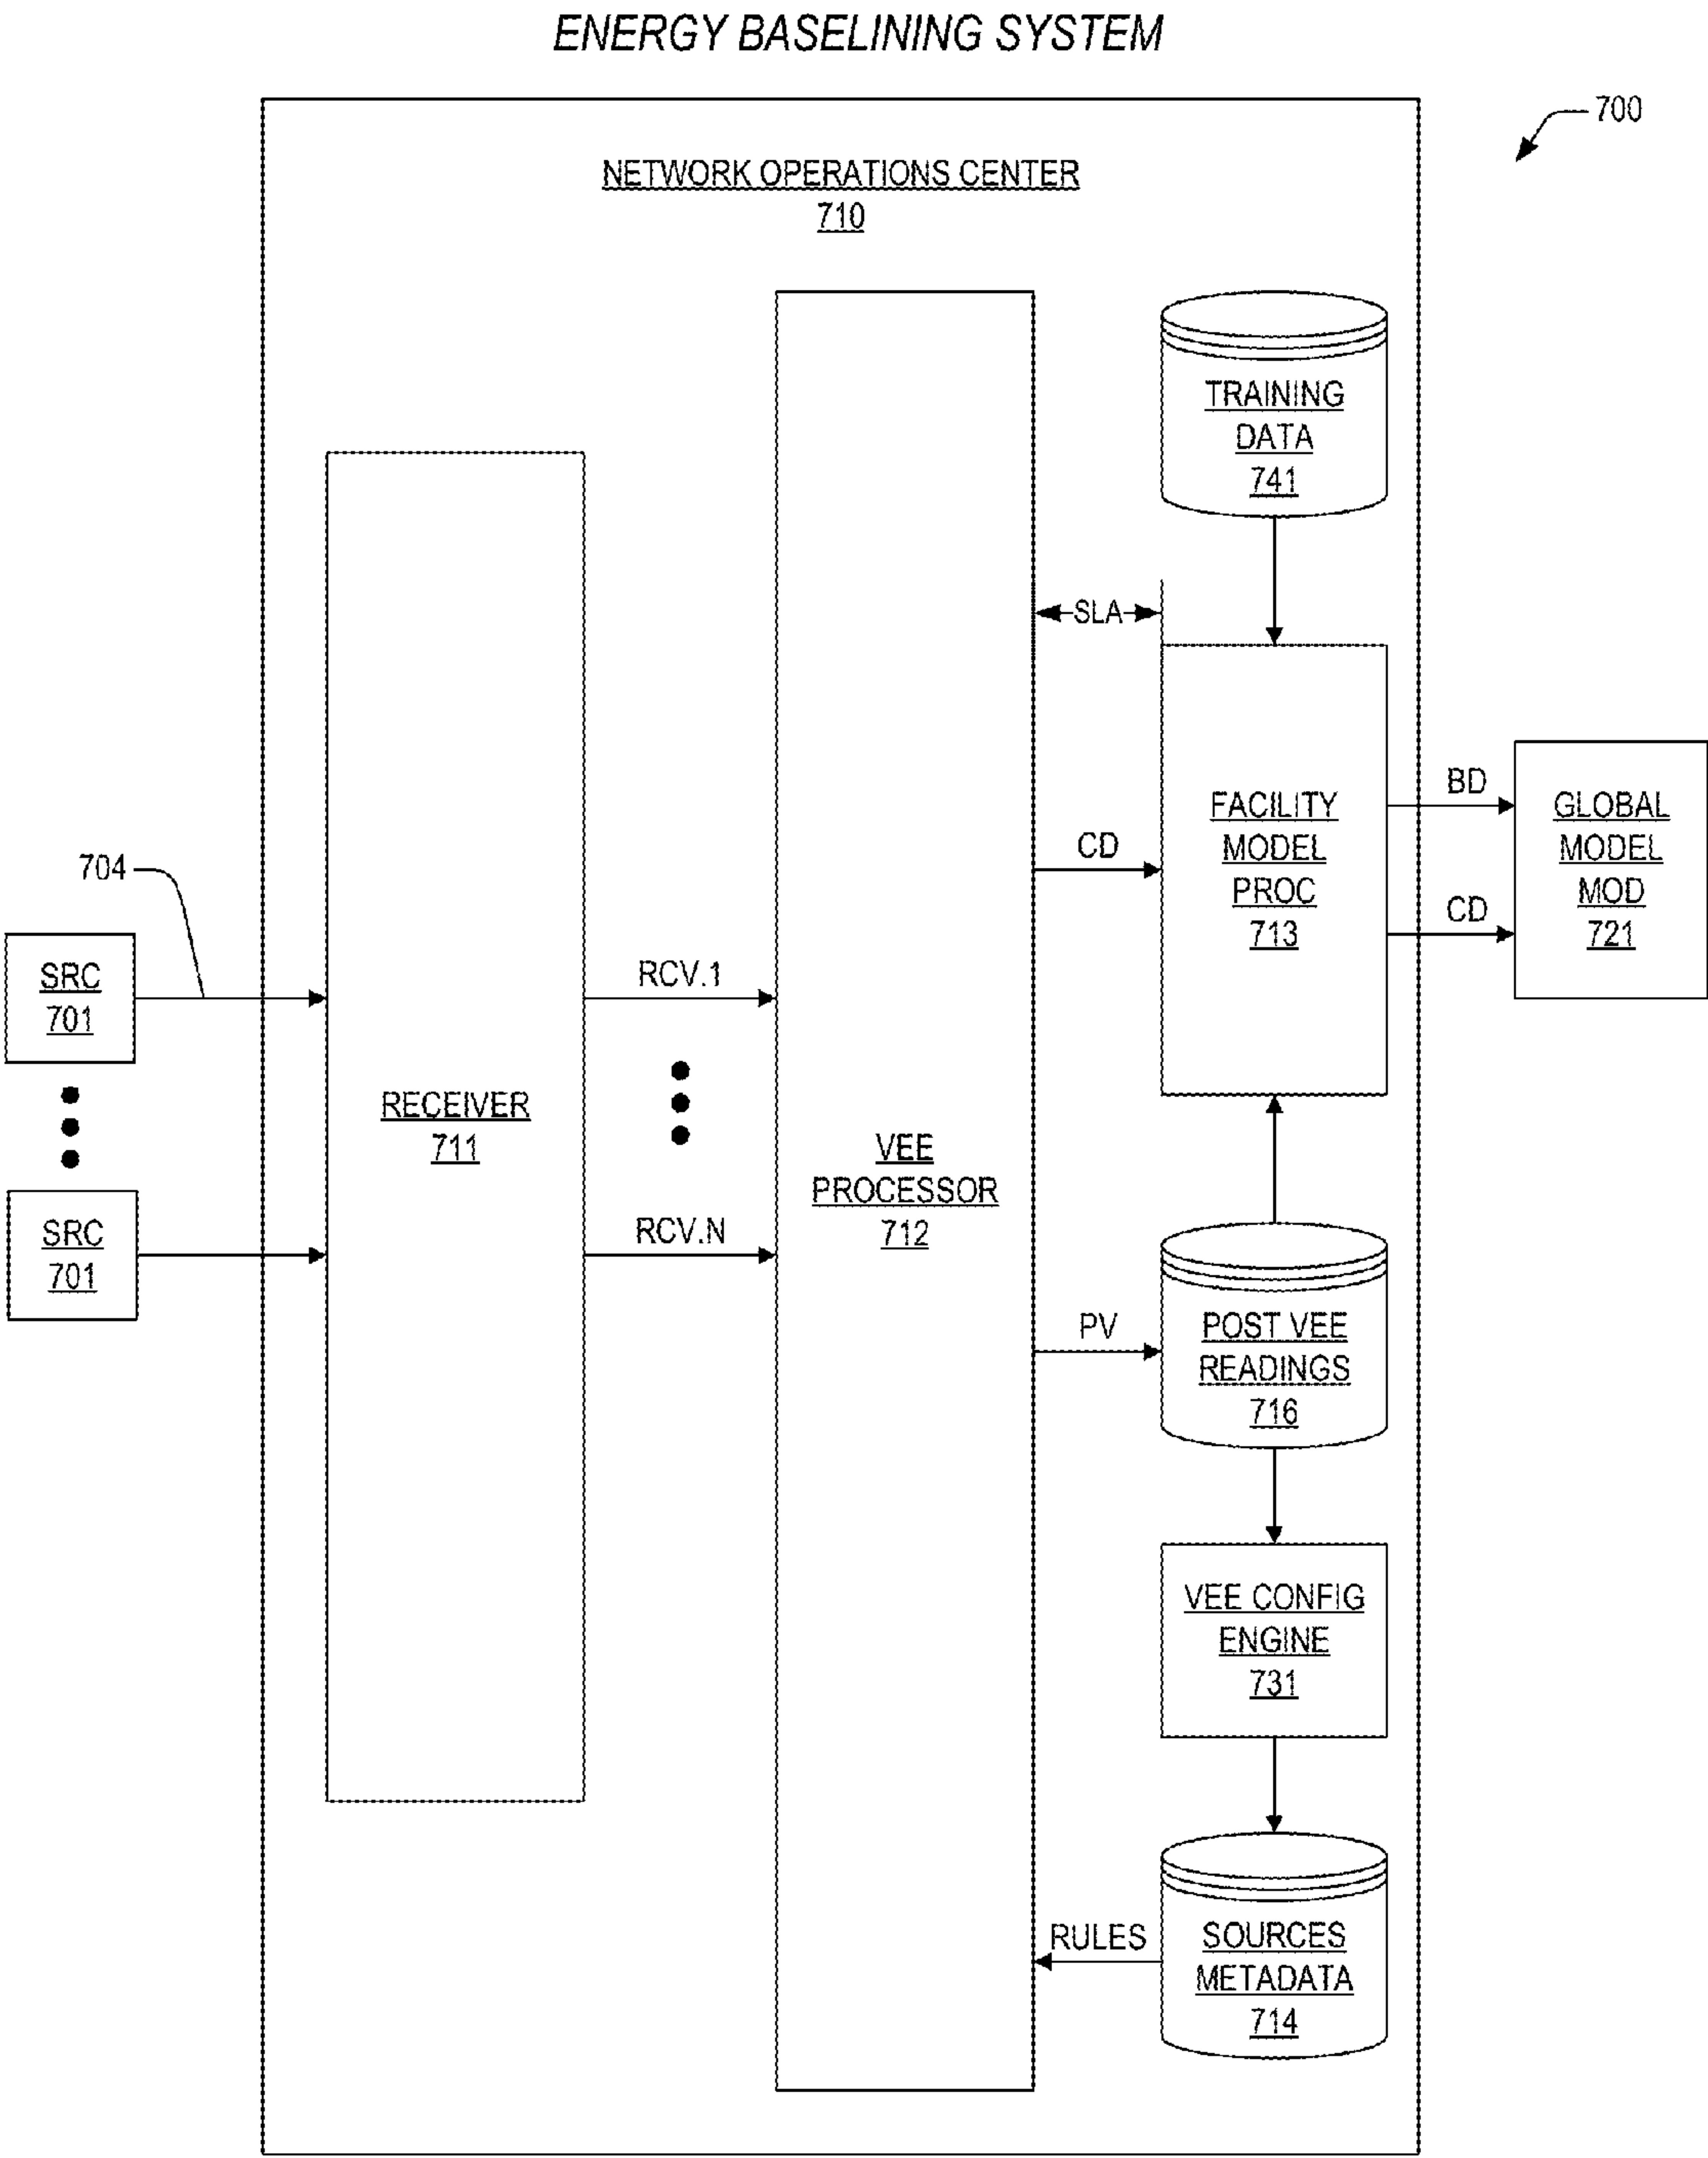 ENERGY BASELINING SYSTEM
700
NETWORK OPERATIONS CENTER
710
TRAINING
DATA
741
SLA
FACILITY
MODEL
PROC
713
BD
CD
GLOBAL
MODEL
MOD
721
CD
704
SRC
701
SRC
701
RECEIVER
711
RCV.1
RCV.N
VEE
PROCESSOR
712
PV
POST VEE
READINGS
716
VEE CONFIG
ENGINE
731
RULES
SOURCES
METADATA
714